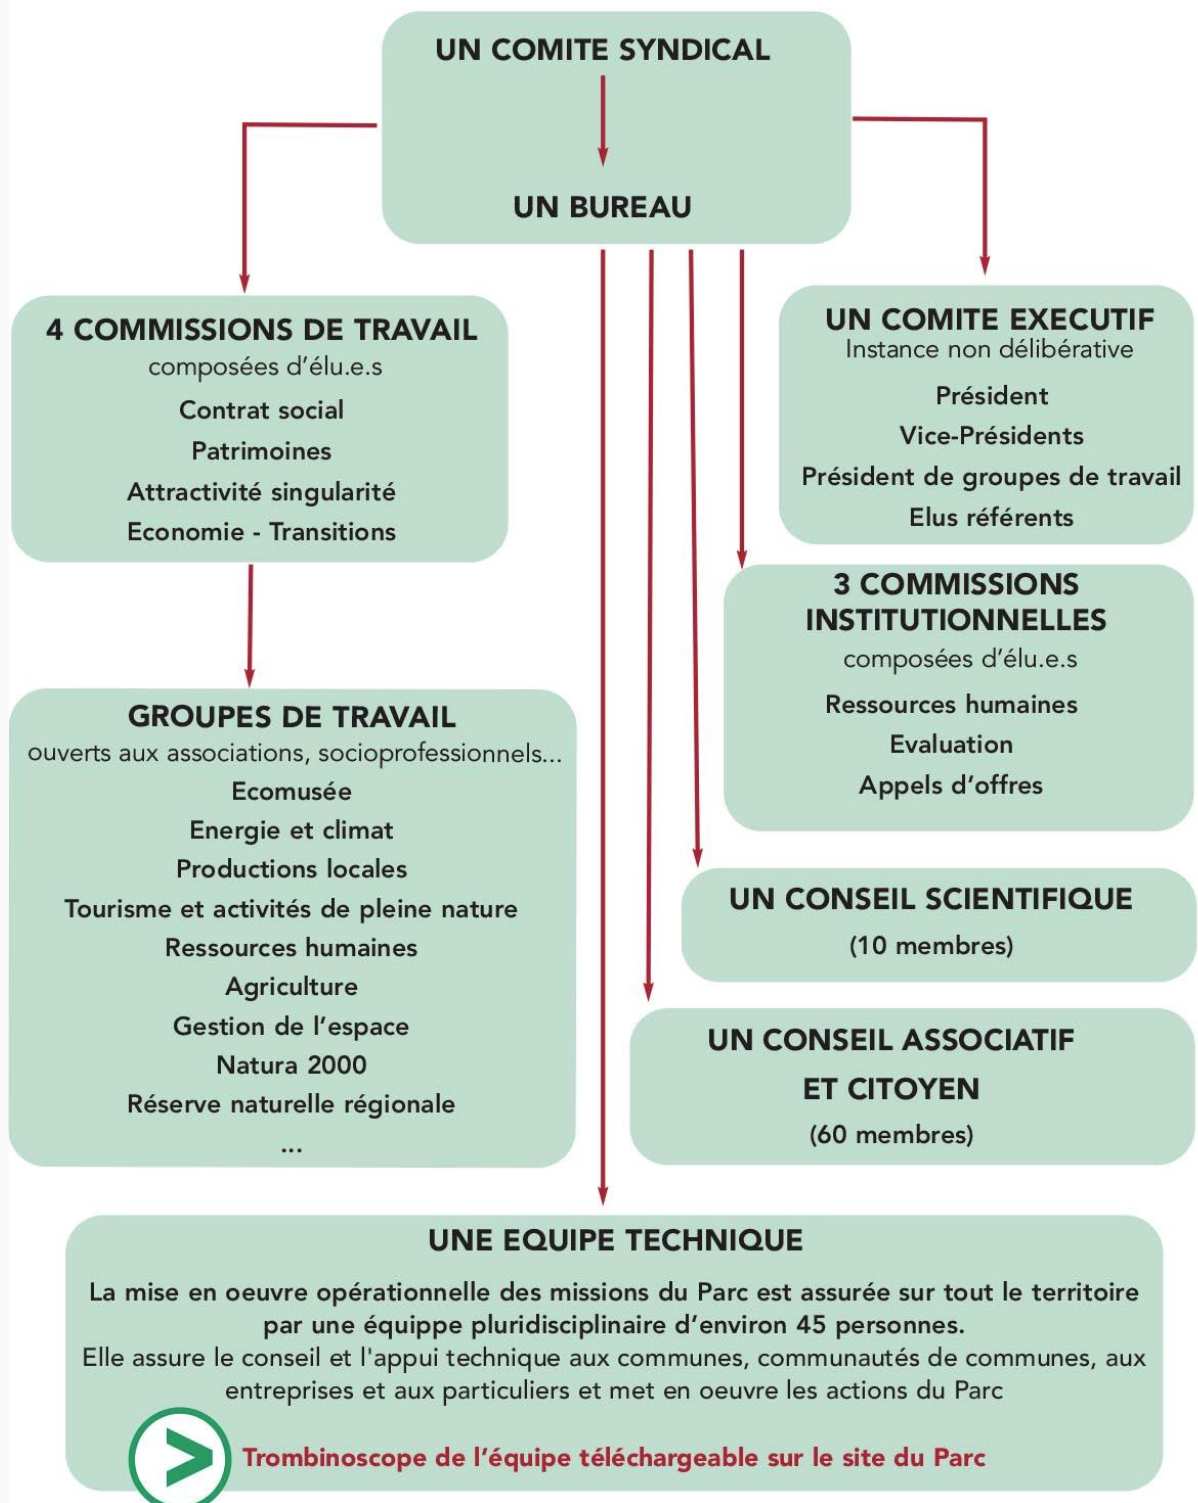 UN COMITE SYNDICAL
UN BUREAU
4 COMMISSIONS DE TRAVAIL
composées d'élu.e.s
Contrat social
Patrimoines
Attractivité singularité
Economie - Transitions
UN COMITE EXECUTIF
Instance non délibérative
Président
Vice-Présidents
Président de groupes de travail
Elus référents
3 COMMISSIONS
INSTITUTIONNELLES
composées d'élu.e.s
Ressources humaines
Evaluation
Appels d'offres
GROUPES DE TRAVAIL
ouverts aux associations, socioprofessionnels...
Ecomusée
Energie et climat
Productions locales
Tourisme et activités de pleine nature
Ressources humaines
Agriculture
Gestion de l'espace
Natura 2000
Réserve naturelle régionale
...
UN CONSEIL SCIENTIFIQUE
(10 membres)
UN CONSEIL ASSOCIATIF
ET CITOYEN
(60 membres)
UNE EQUIPE TECHNIQUE
La mise en oeuvre opérationnelle des missions du Parc est assurée sur tout le territoire
par une équippe pluridisciplinaire d'environ 45 personnes.
Elle assure le conseil et l'appui technique aux communes, communautés de communes, aux
entreprises et aux particuliers et met en oeuvre les actions du Parc
Trombinoscope de l'équipe téléchargeable sur le site du Parc